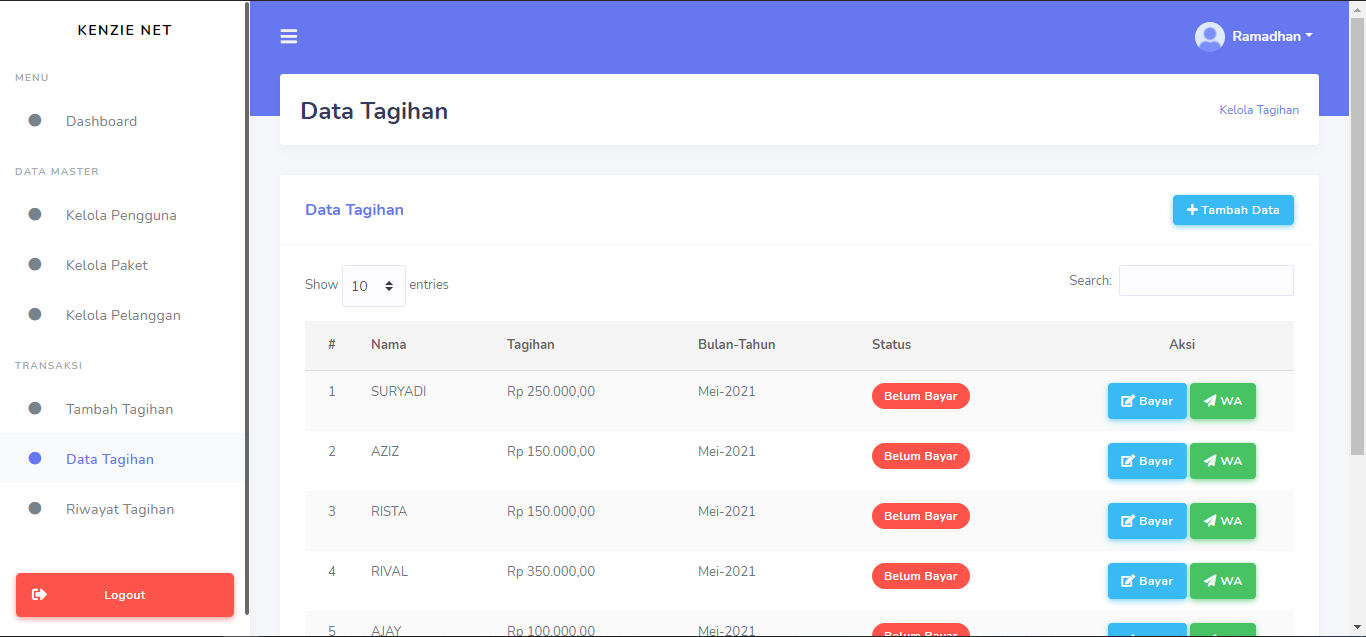 KENZIE NET
MENU
Dashboard
DATA MASTER
Kelola Pengguna
Kelola Paket
Kelola Pelanggan
TRANSAKSI
Tambah Tagihan
Data Tagihan
Riwayat Tagihan
Logout
Ramadhan
Data Tagihan
Kelola Tagihan
Data Tagihan
Tambah Data
Show 10 entries
Search:
# Nama Tagihan Bulan-Tahun Status Aksi
1 SURYADI Rp 250.000,00 Mei-2021 Belum Bayar Bayar WA
2 AZIZ Rp 150.000,00 Mei-2021 Belum Bayar Bayar WA
3 RISTA Rp 150.000,00 Mei-2021 Belum Bayar Bayar WA
4 RIVAL Rp 350.000,00 Mei-2021 Belum Bayar Bayar WA
5 AJAY Rp 100.000,00 Mei-2021 Belum Bayar